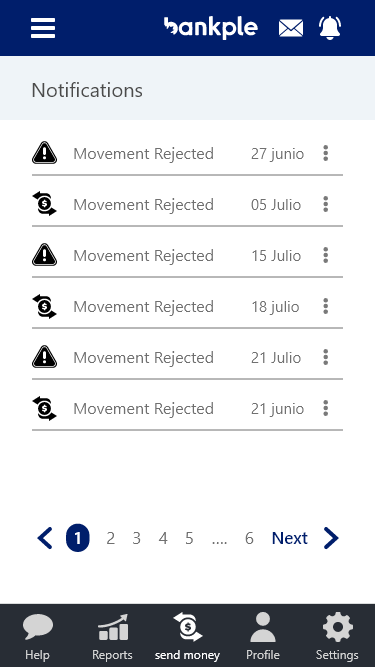 bankple
Notifications
Movement Rejected 27 junio
Movement Rejected 05 Julio
Movement Rejected 15 Julio
Movement Rejected 18 julio
Movement Rejected 21 Julio
Movement Rejected 21 junio
1 2 3 4 5 .... 6 Next
Help Reports send money Profile Settings